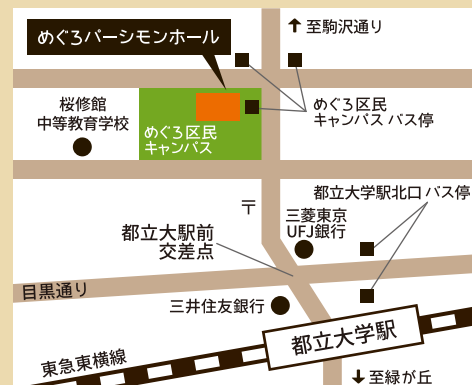 至駒沢通り
めぐろパーシモンホール
めぐろ区民
キャンパス バス停
桜修館
中等教育学校
めぐろ区民
キャンパス
都立大学駅北口 バス停
〒
三菱東京
UFJ銀行
都立大駅前
交差点
目黒通り
三井住友銀行
都立大学駅
東急東横線
至緑が丘